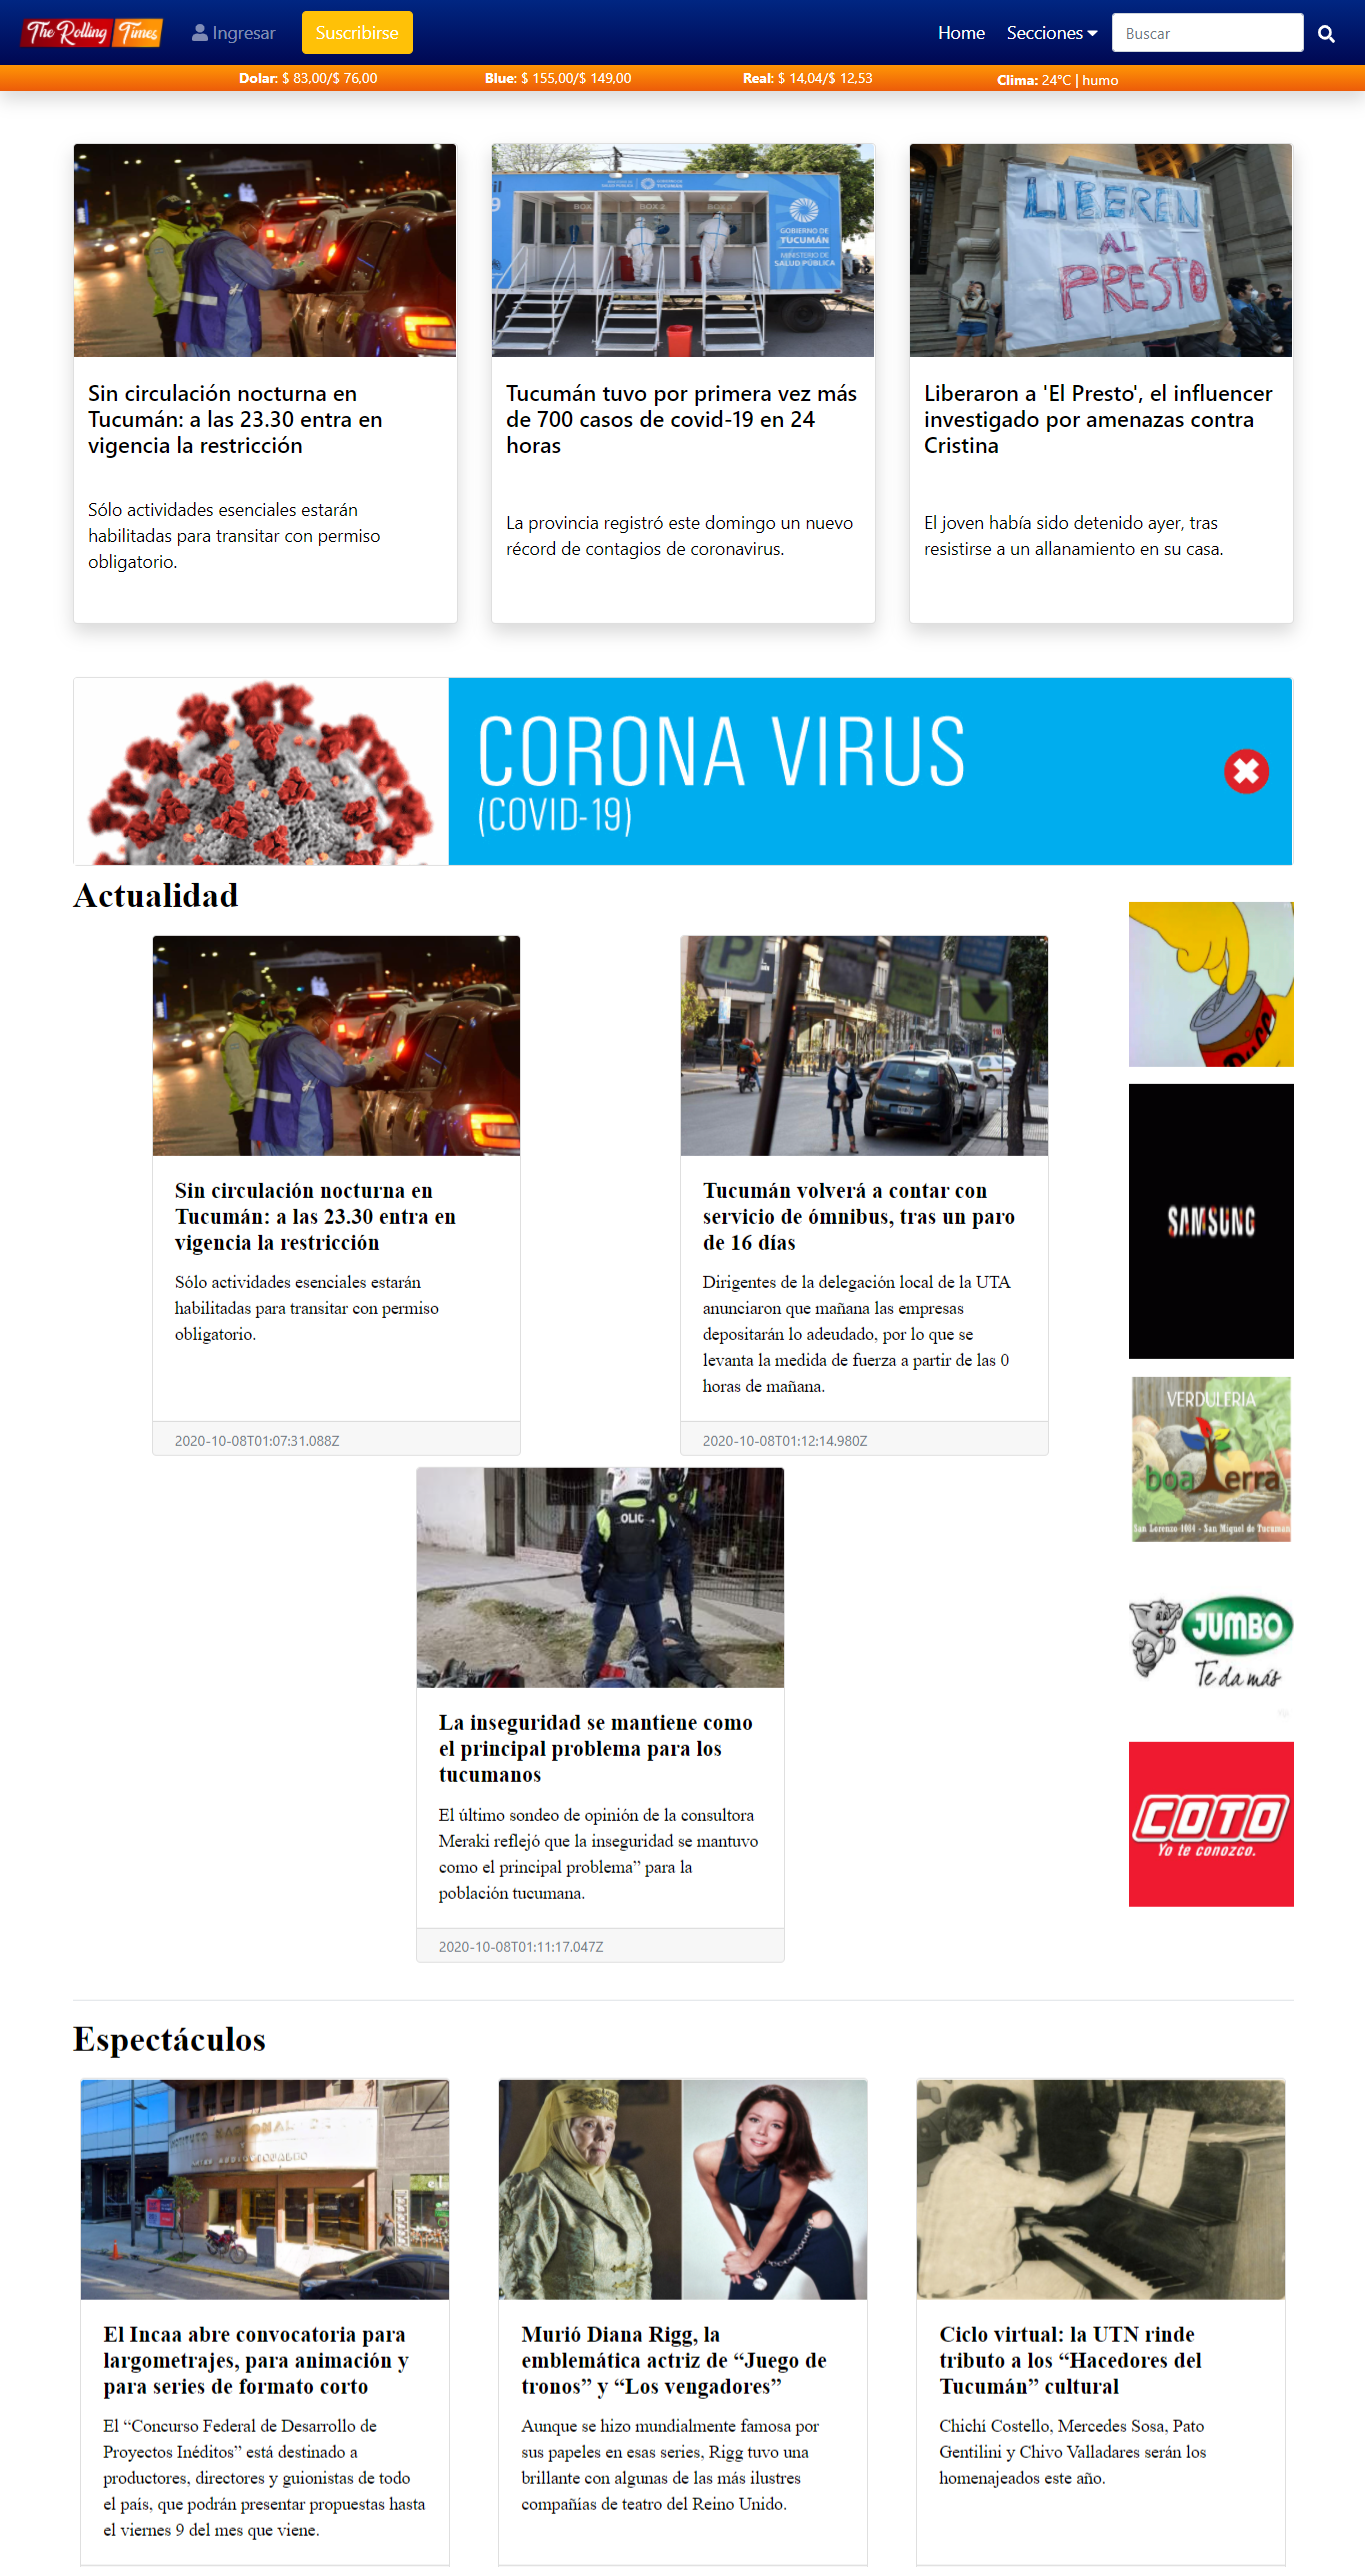 The Rolling Times
Ingresar
Suscribirse
Home
Secciones
Buscar
Dolar: $ 83,00/$ 76,00
Blue: $ 155,00/$ 149,00
Real: $ 14,04/$ 12,53
Clima: 24°C | humo
BOX 2
GOBIERNO DE
TUCUMÁN
MINISTERIO DE
SALUD PÚBLICA
LIBEREN
AL
PRESTO
Sin circulación nocturna en
Tucumán: a las 23.30 entra en
vigencia la restricción
Sólo actividades esenciales estarán
habilitadas para transitar con permiso
obligatorio.
Tucumán tuvo por primera vez más
de 700 casos de covid-19 en 24
horas
La provincia registró este domingo un nuevo
récord de contagios de coronavirus.
Liberaron a 'El Presto', el influencer
investigado por amenazas contra
Cristina
El joven había sido detenido ayer, tras
resistirse a un allanamiento en su casa.
CORONA VIRUS
(COVID-19)
Actualidad
Sin circulación nocturna en
Tucumán: a las 23.30 entra en
vigencia la restricción
Sólo actividades esenciales estarán
habilitadas para transitar con permiso
obligatorio.
2020-10-08T01:07:31.088Z
P
Tucumán volverá a contar con
servicio de ómnibus, tras un paro
de 16 días
Dirigentes de la delegación local de la UTA
anunciaron que mañana las empresas
depositarán lo adeudado, por lo que se
levanta la medida de fuerza a partir de las 0
horas de mañana.
2020-10-08T01:12:14.980Z
OLIC
La inseguridad se mantiene como
el principal problema para los
tucumanos
El último sondeo de opinión de la consultora
Meraki reflejó que la inseguridad se mantuvo
como el principal problema” para la
población tucumana.
2020-10-08T01:11:17.047Z
Duff
SAMSUNG
VERDULERIA
boa terra
San Lorenzo 1684 - San Miguel de Tucuman
JUMBO
Te da más
COTO
Yo te conozco.
Espectáculos
El Incaa abre convocatoria para
largometrajes, para animación y
para series de formato corto
El “Concurso Federal de Desarrollo de
Proyectos Inéditos” está destinado a
productores, directores y guionistas de todo
el país, que podrán presentar propuestas hasta
el viernes 9 del mes que viene.
Murió Diana Rigg, la
emblemática actriz de “Juego de
tronos” y “Los vengadores”
Aunque se hizo mundialmente famosa por
sus papeles en esas series, Rigg tuvo una
brillante con algunas de las más ilustres
compañías de teatro del Reino Unido.
Ciclo virtual: la UTN rinde
tributo a los “Hacedores del
Tucumán” cultural
Chichí Costello, Mercedes Sosa, Pato
Gentilini y Chivo Valladares serán los
homenajeados este año.